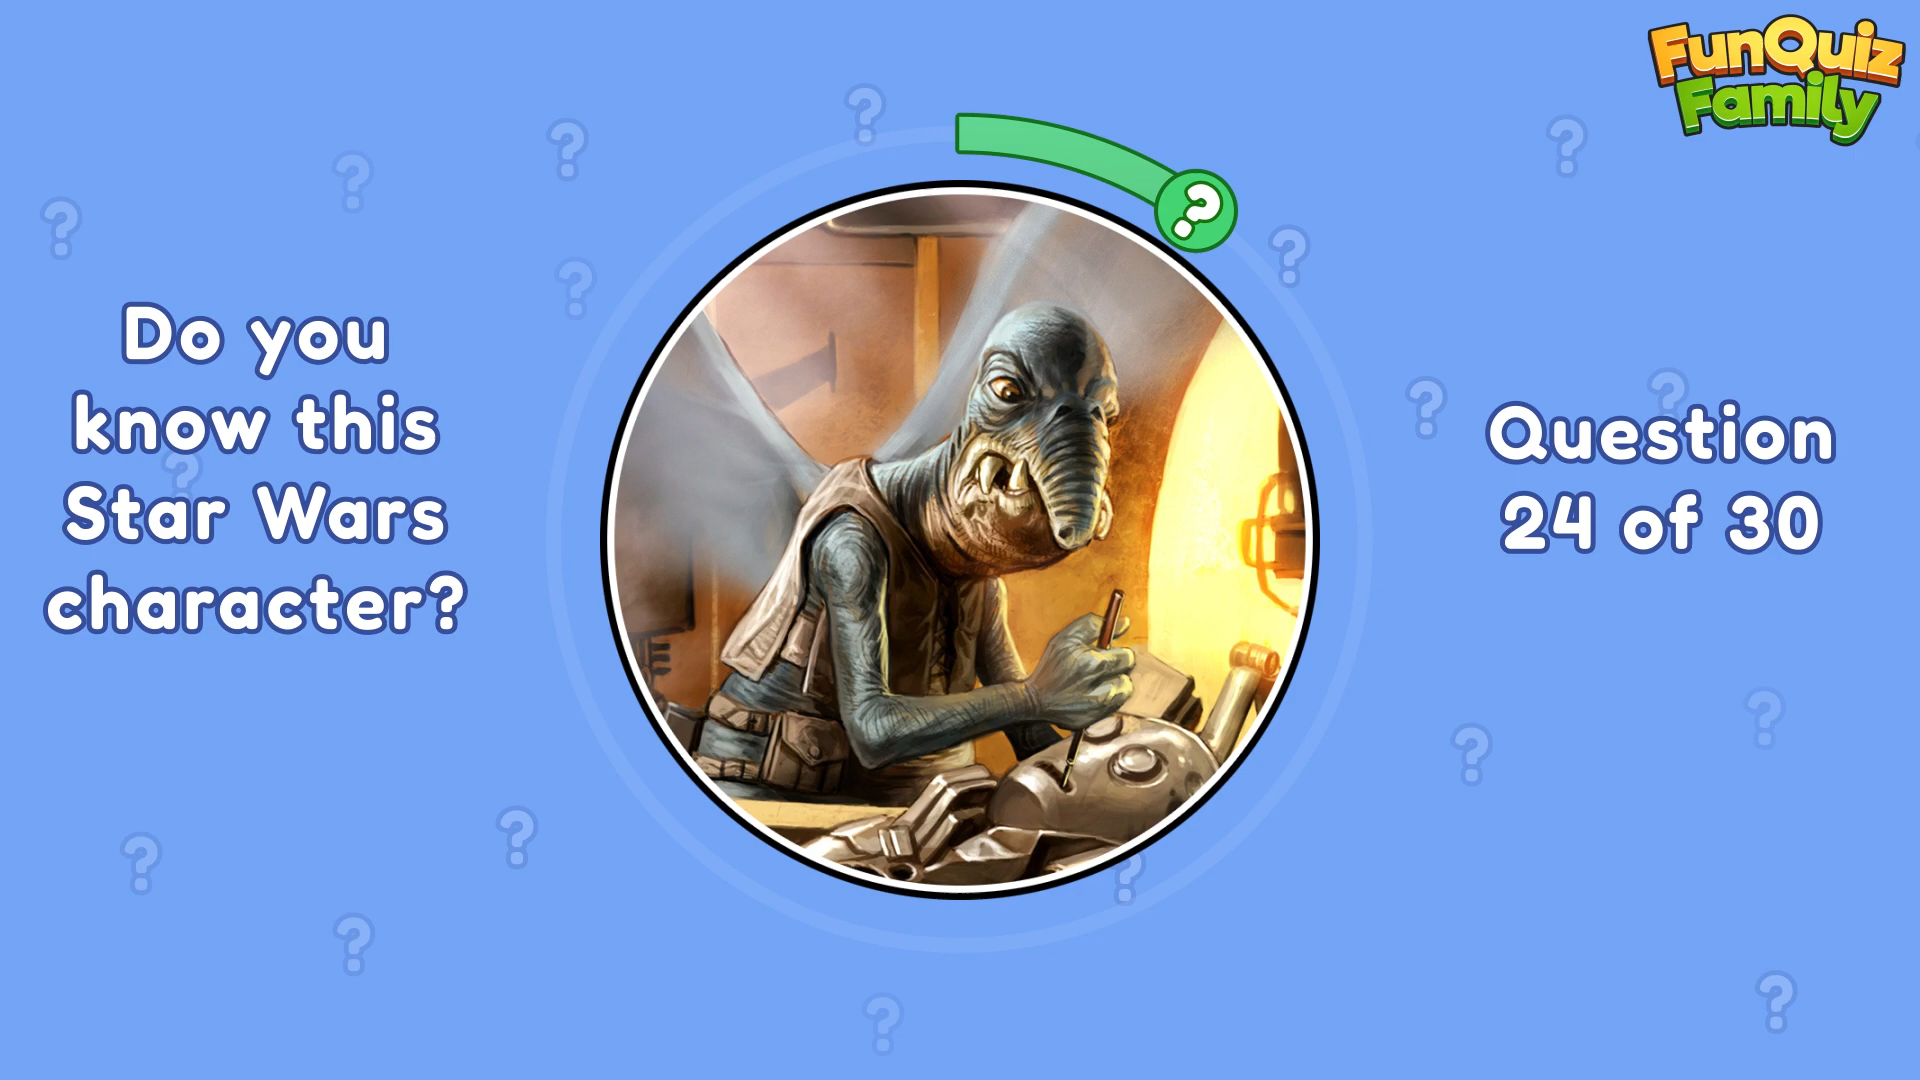 FunQuiz
Family
Do you
know this
Star Wars
character?
Question
24 of 30
?